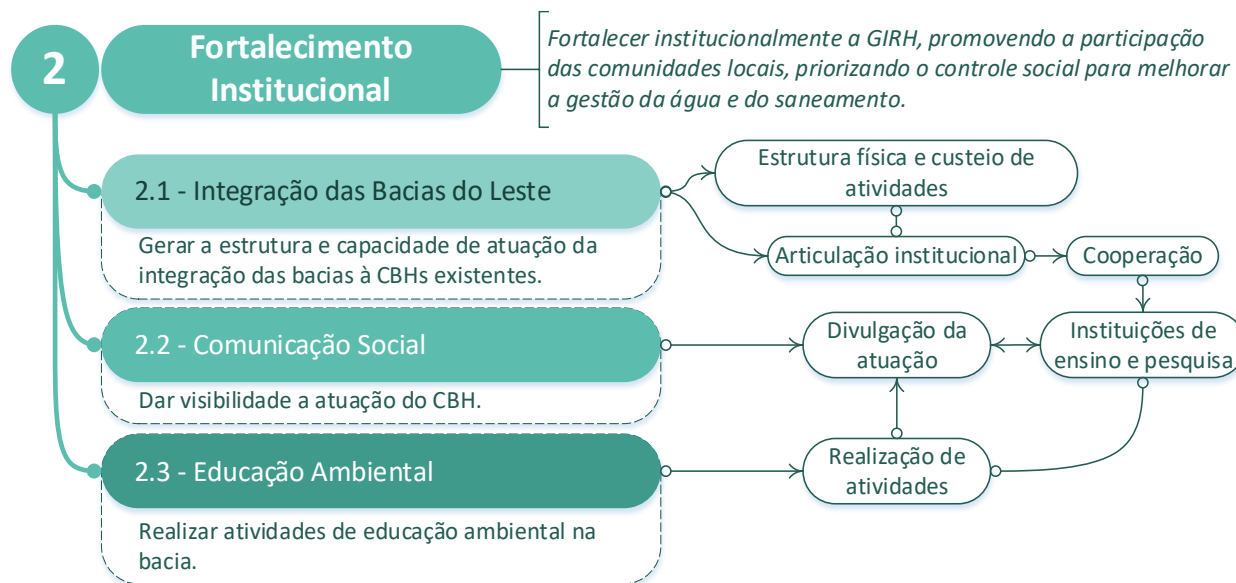 2
Fortalecimento
Institucional
Fortalecer institucionalmente a GIRH, promovendo a participação
das comunidades locais, priorizando o controle social para melhorar
a gestão da água e do saneamento.
2.1 - Integração das Bacias do Leste
Gerar a estrutura e capacidade de atuação da
integração das bacias à CBHs existentes.
Estrutura física e custeio de
atividades
Articulação institucional
Cooperação
2.2 - Comunicação Social
Dar visibilidade a atuação do CBH.
Divulgação da
atuação
Instituições de
ensino e pesquisa
2.3 - Educação Ambiental
Realizar atividades de educação ambiental na
bacia.
Realização de
atividades